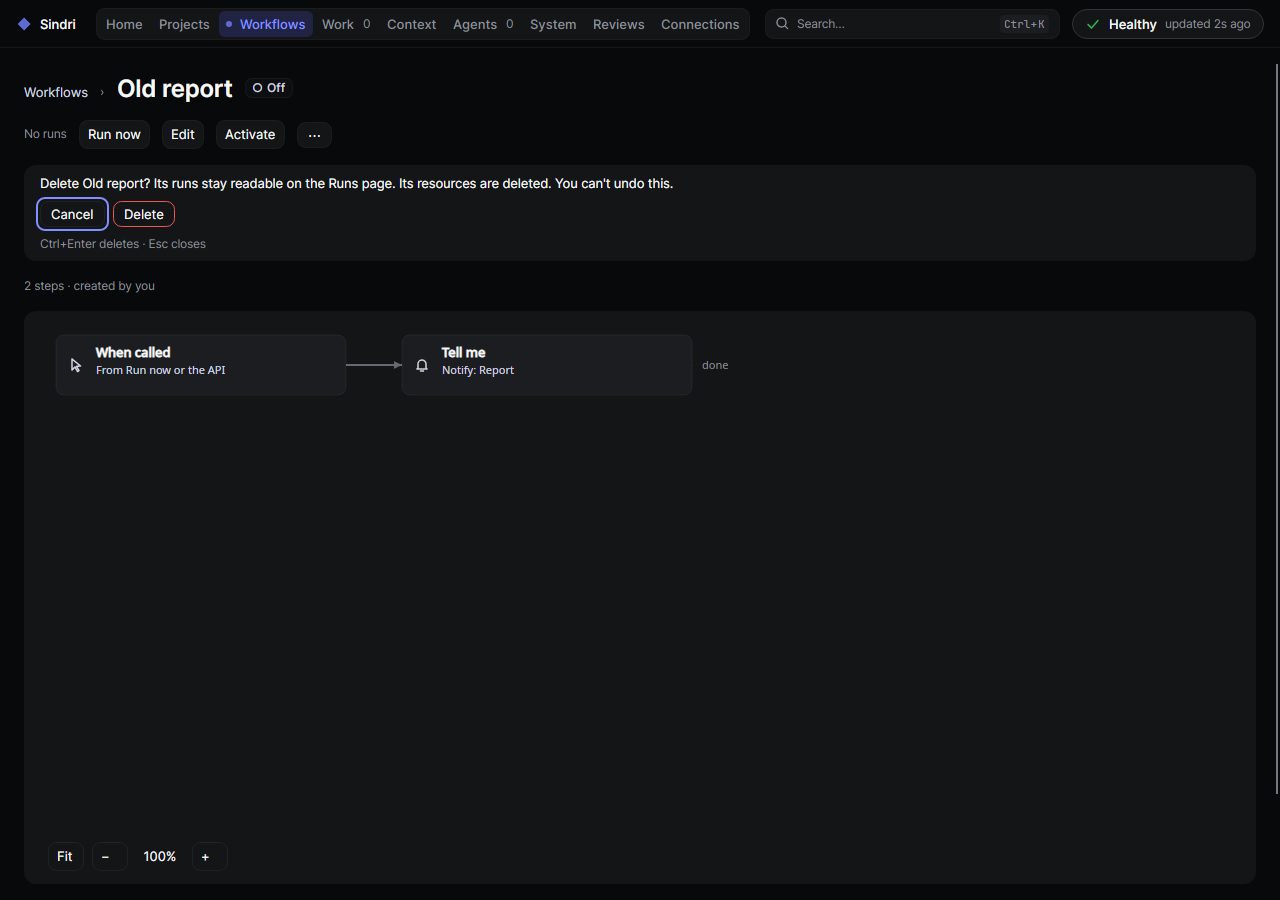 Sindri Home Projects Workflows Work 0 Context Agents 0 System Reviews Connections Search... Ctrl+K Healthy updated 2s ago
Workflows › Old report Off
No runs Run now Edit Activate ...
Delete Old report? Its runs stay readable on the Runs page. Its resources are deleted. You can't undo this.
Cancel Delete
Ctrl+Enter deletes · Esc closes
2 steps · created by you
When called
From Run now or the API
Tell me
Notify: Report
done
Fit − 100% +